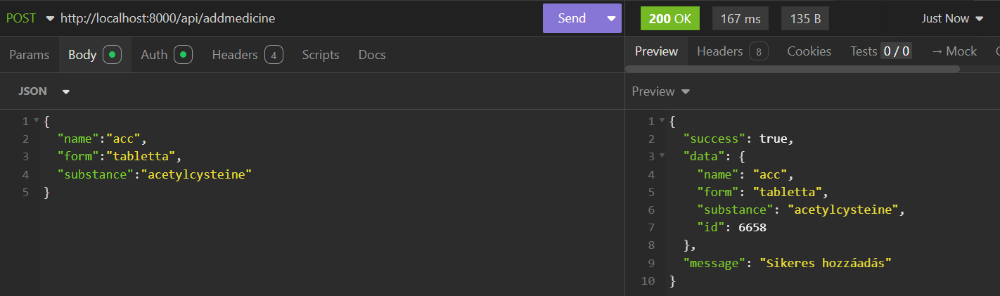 POST http://localhost:8000/api/addmedicine Send
Params Body Auth Headers 4 Scripts Docs
JSON
1 {
2 "name":"acc",
3 "form":"tabletta",
4 "substance":"acetylcysteine"
5 }
200 OK 167 ms 135 B Just Now
Preview Headers 8 Cookies Tests 0 / 0 → Mock
Preview
1 {
2 "success": true,
3 "data": {
4 "name": "acc",
5 "form": "tabletta",
6 "substance": "acetylcysteine",
7 "id": 6658
8 },
9 "message": "Sikeres hozzáadás"
10 }